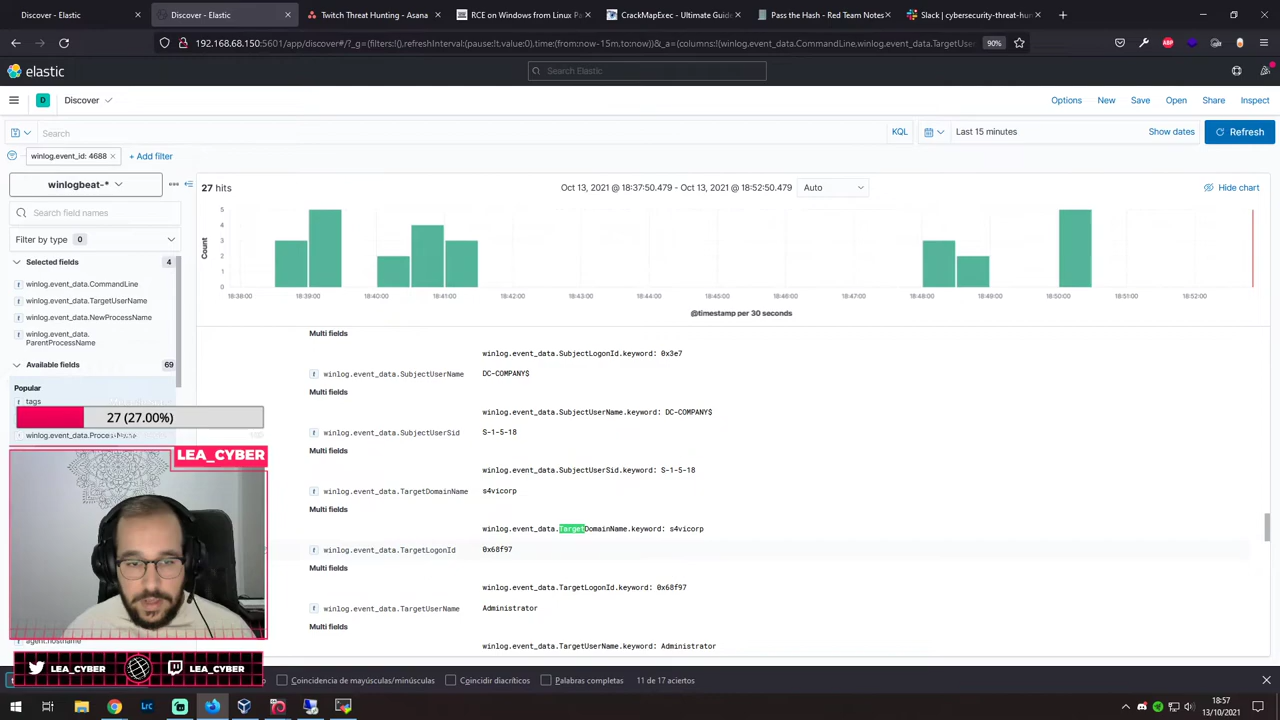 Discover - Elastic
Discover - Elastic
Twitch Threat Hunting - Asana
RCE on Windows from Linux Pa
CrackMapExec - Ultimate Guide
Pass the Hash - Red Team Notes
Slack | cybersecurity-threat-hun
192.168.68.150:5601/app/discover#/?_g=(filters:!(),refreshInterval:(pause:!t,value:0),time:(from:now-15m,to:now))&_a=(columns:!(winlog.event_data.CommandLine,winlog.event_data.TargetUser
90%
elastic
Search Elastic
D Discover
Options New Save Open Share Inspect
Search
KQL
Last 15 minutes
Show dates
Refresh
winlog.event_id: 4688 ×
+ Add filter
winlogbeat-*
27 hits
Oct 13, 2021 @ 18:37:50.479 - Oct 13, 2021 @ 18:52:50.479
Auto
Hide chart
Search field names
Filter by type 0
Selected fields 4
t winlog.event_data.CommandLine
t winlog.event_data.TargetUserName
t winlog.event_data.NewProcessName
t winlog.event_data.
ParentProcessName
Available fields 69
Popular
t tags
27 (27.00%)
LEA_CYBER
agent.hostname
LEA_CYBER
LEA_CYBER
Count
5
4
3
2
1
0
18:38:00 18:39:00 18:40:00 18:41:00 18:42:00 18:43:00 18:44:00 18:45:00 18:46:00 18:47:00 18:48:00 18:49:00 18:50:00 18:51:00 18:52:00
@timestamp per 30 seconds
Multi fields
winlog.event_data.SubjectLogonId.keyword: 0x3e7
t winlog.event_data.SubjectUserName DC-COMPANY$
Multi fields
winlog.event_data.SubjectUserName.keyword: DC-COMPANY$
t winlog.event_data.SubjectUserSid S-1-5-18
Multi fields
winlog.event_data.SubjectUserSid.keyword: S-1-5-18
t winlog.event_data.TargetDomainName s4vicorp
Multi fields
winlog.event_data.TargetDomainName.keyword: s4vicorp
t winlog.event_data.TargetLogonId 0x68f97
Multi fields
winlog.event_data.TargetLogonId.keyword: 0x68f97
t winlog.event_data.TargetUserName Administrator
Multi fields
winlog.event_data.TargetUserName.keyword: Administrator
Coincidencia de mayúsculas/minúsculas
Coincidir diacríticos
Palabras completas
11 de 17 aciertos
18:57
13/10/2021